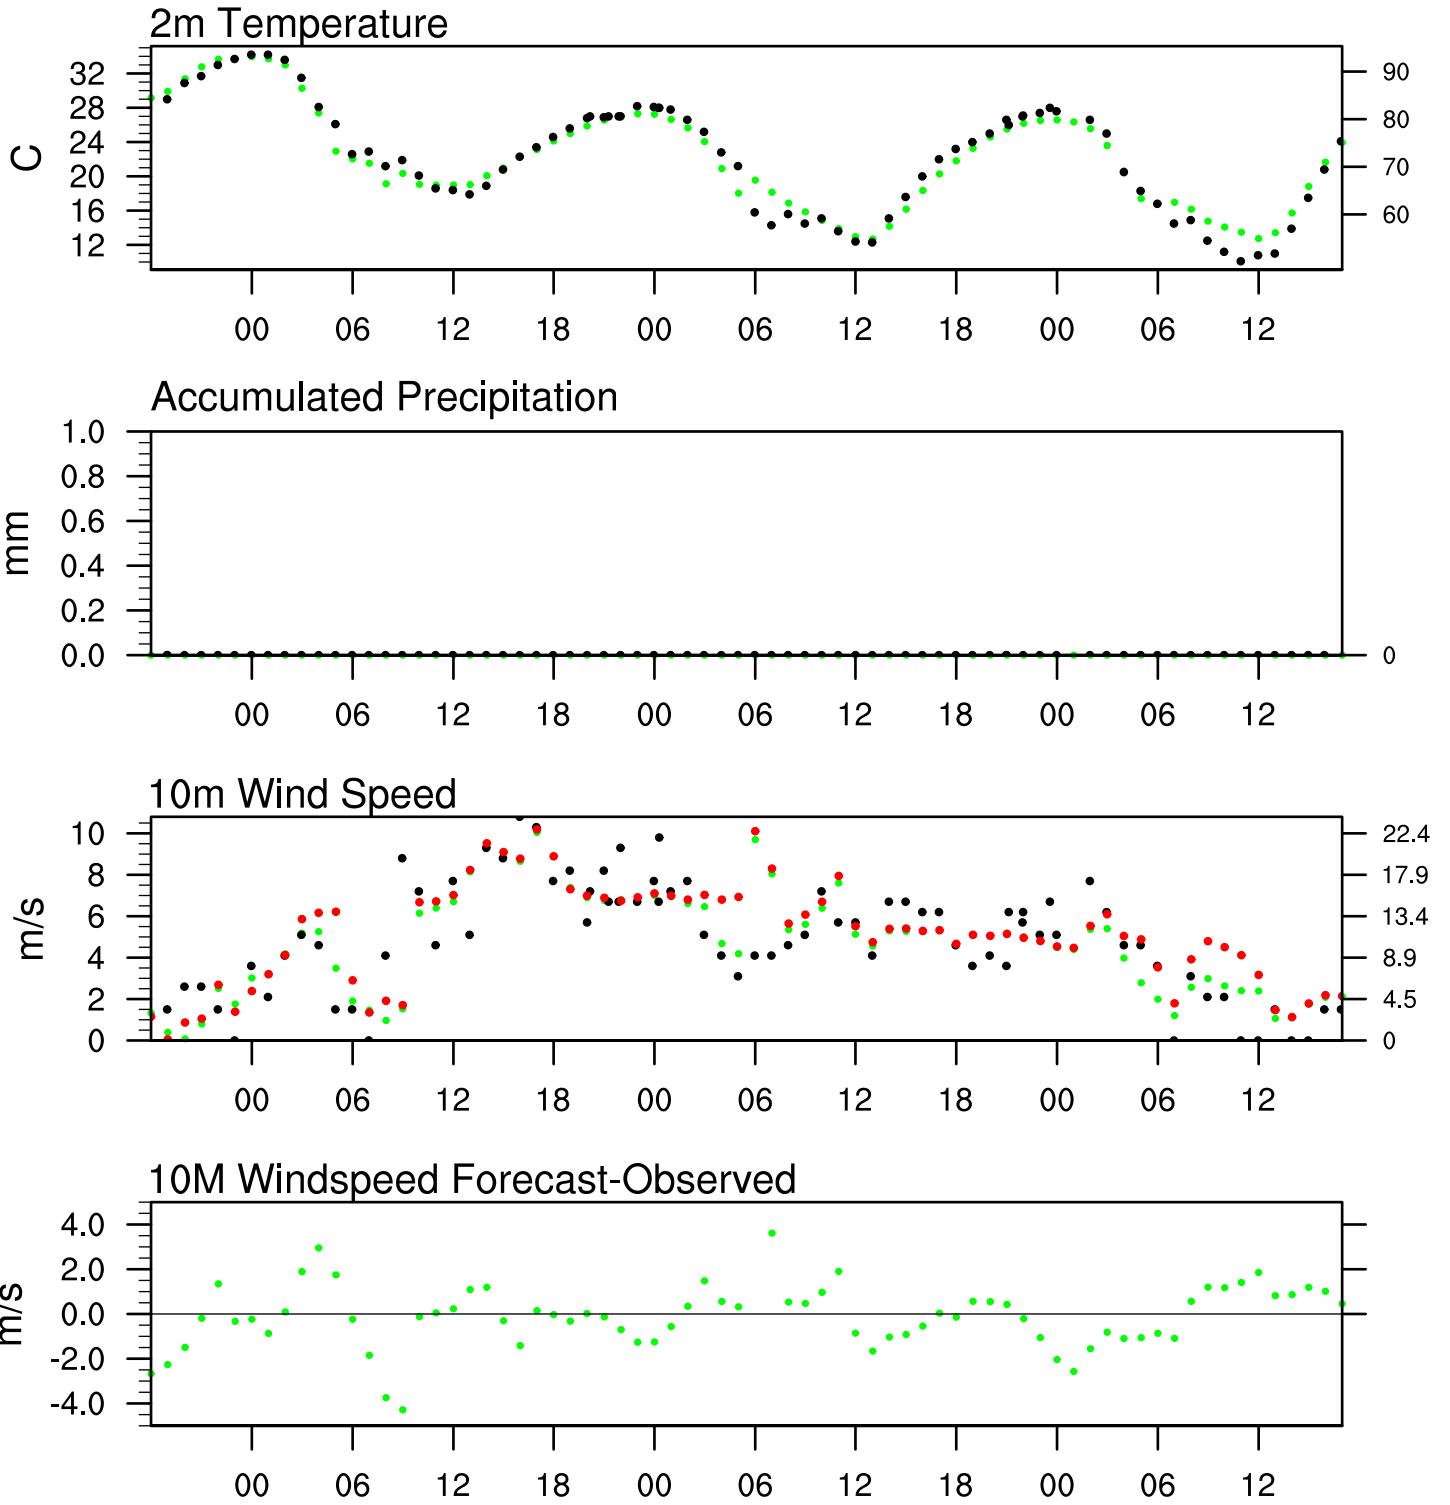 2m Temperature
32
28
24
20
16
12
C
90
80
70
60
00 06 12 18 00 06 12 18 00 06 12
Accumulated Precipitation
1.0
0.8
0.6
0.4
0.2
0.0
mm
0
00 06 12 18 00 06 12 18 00 06 12
10m Wind Speed
10
8
6
4
2
0
m/s
22.4
17.9
13.4
8.9
4.5
0
00 06 12 18 00 06 12 18 00 06 12
10M Windspeed Forecast-Observed
4.0
2.0
0.0
-2.0
-4.0
m/s
00 06 12 18 00 06 12 18 00 06 12